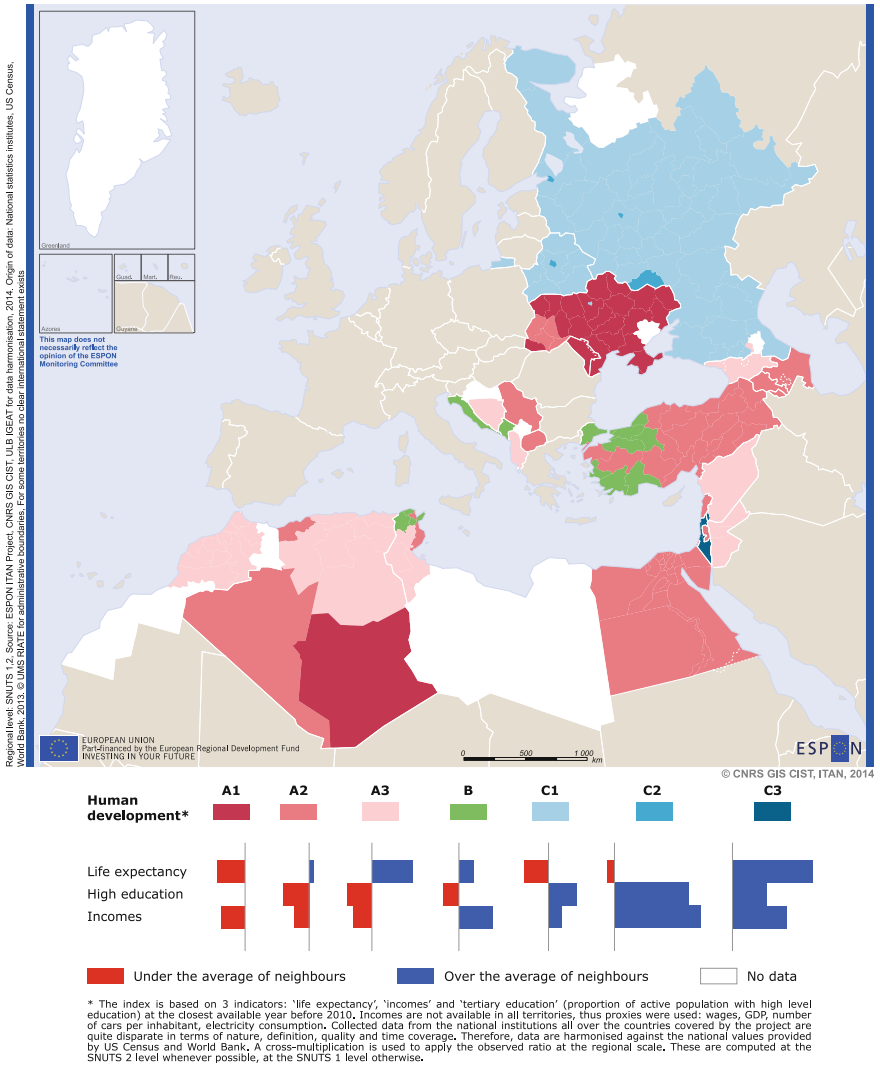 Regional level: SNUTS 1,2, Source: ESPON ITAN Project, CNRS GIS CIST, ULB IGEAT for data harmonisation, 2014. Origin of data: National statistics institutes, US Census,
World Bank, 2013. © UMS RIATE for administrative boundaries, For some territories no clear international statement exists
Greenland
Guad. Mart. Reu.
Azores
Guyane
This map does not
necessarily reflect the
opinion of the ESPON
Monitoring Committee
EUROPEAN UNION
Part-financed by the European Regional Development Fund
INVESTING IN YOUR FUTURE
0 500 1 000
km
ESPON
© CNRS GIS CIST, ITAN, 2014
A1 A2 A3 B C1 C2 C3
Human
development*
Life expectancy
High education
Incomes
Under the average of neighbours
Over the average of neighbours
No data
* The index is based on 3 indicators: 'life expectancy', 'incomes' and 'tertiary education' (proportion of active population with high level
education) at the closest available year before 2010. Incomes are not available in all territories, thus proxies were used: wages, GDP, number
of cars per inhabitant, electricity consumption. Collected data from the national institutions all over the countries covered by the project are
quite disparate in terms of nature, definition, quality and time coverage. Therefore, data are harmonised against the national values provided
by US Census and World Bank. A cross-multiplication is used to apply the observed ratio at the regional scale. These are computed at the
SNUTS 2 level whenever possible, at the SNUTS 1 level otherwise.